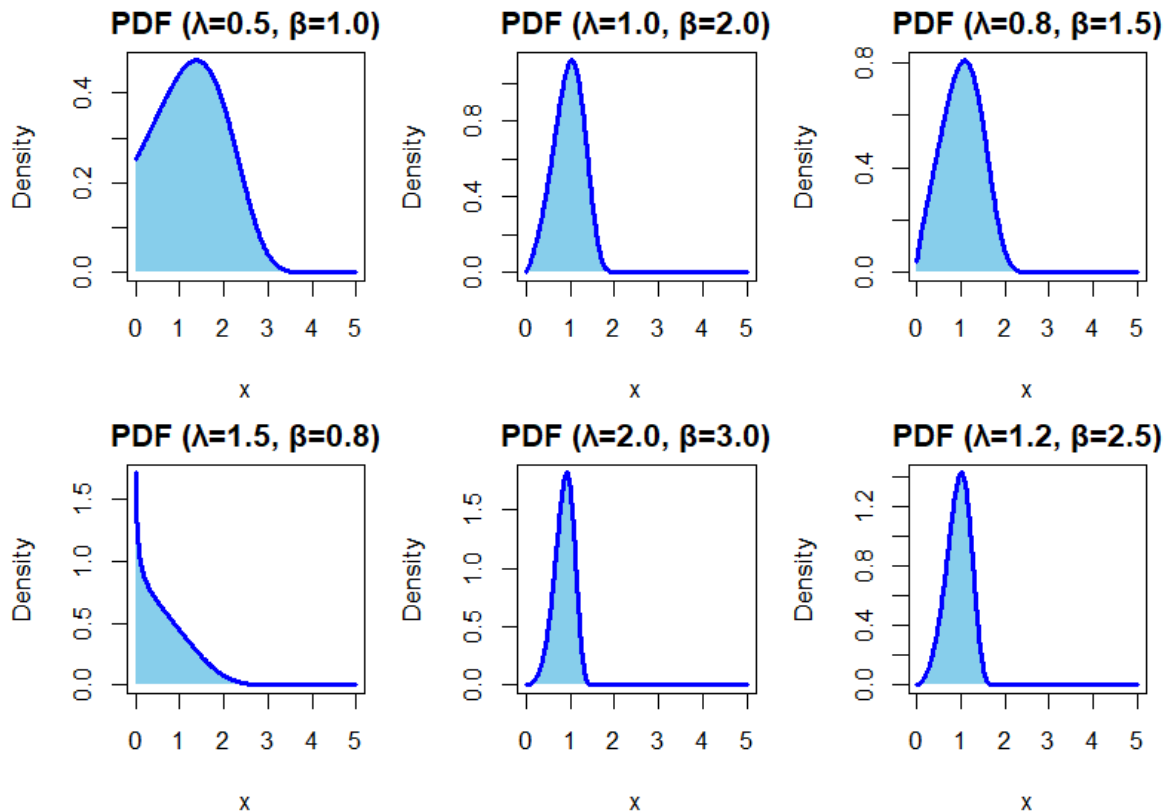 PDF (λ=0.5, β=1.0)
Density
0.0 0.2 0.4
0 1 2 3 4 5
x
PDF (λ=1.0, β=2.0)
Density
0.0 0.4 0.8
0 1 2 3 4 5
x
PDF (λ=0.8, β=1.5)
Density
0.0 0.4 0.8
0 1 2 3 4 5
x
PDF (λ=1.5, β=0.8)
Density
0.0 0.5 1.0 1.5
0 1 2 3 4 5
x
PDF (λ=2.0, β=3.0)
Density
0.0 0.5 1.0 1.5
0 1 2 3 4 5
x
PDF (λ=1.2, β=2.5)
Density
0.0 0.4 0.8 1.2
0 1 2 3 4 5
x